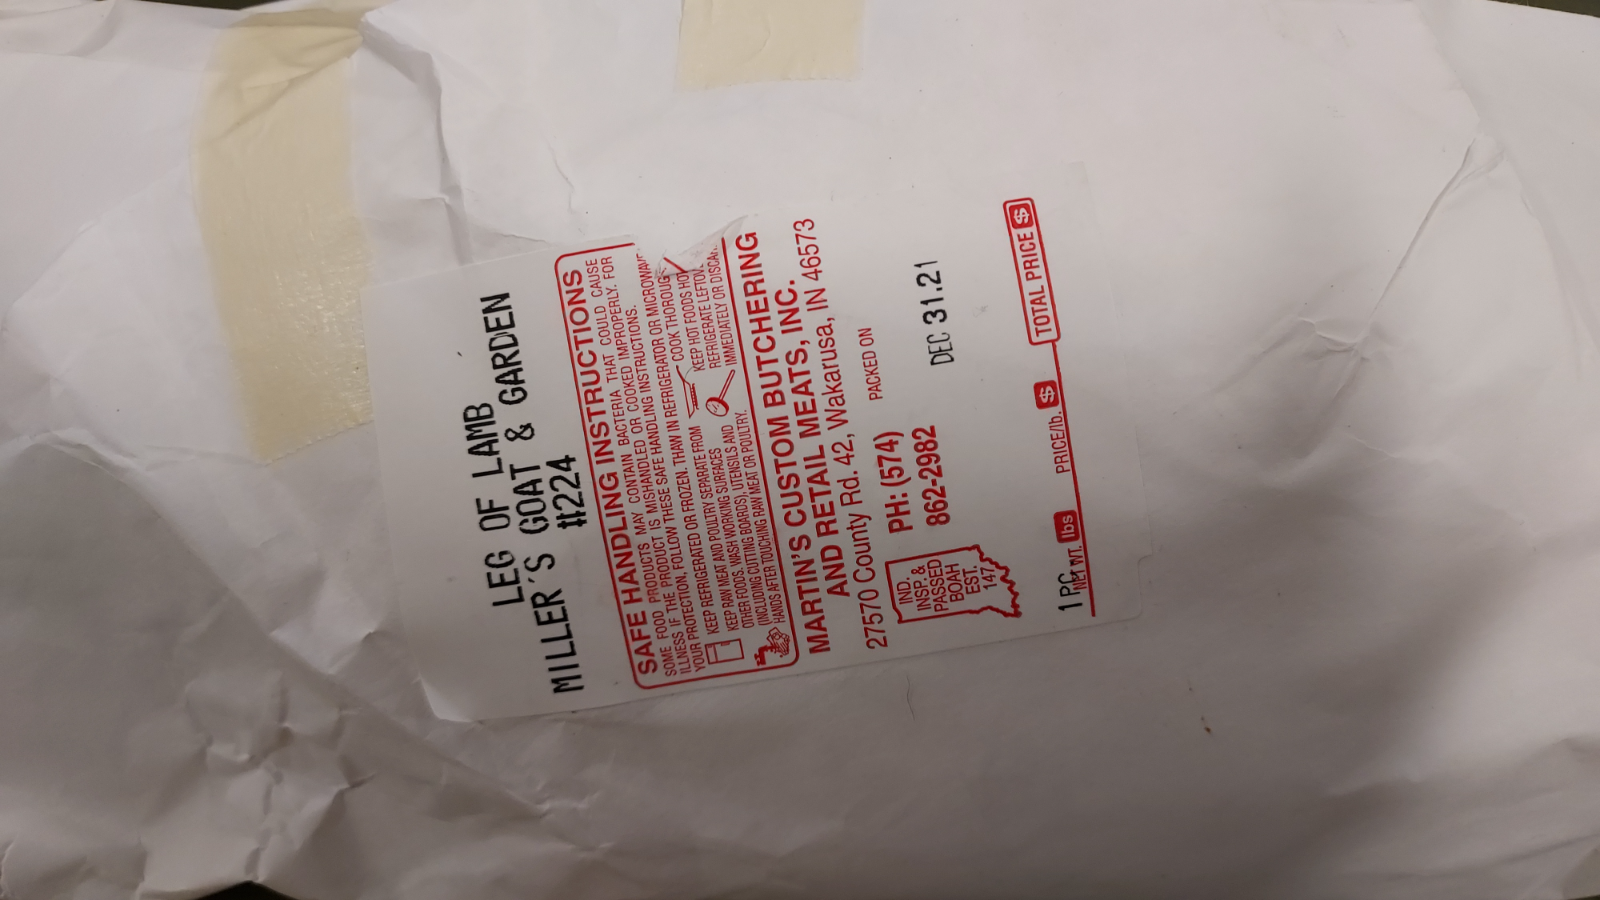 LEG OF LAMB
MILLER'S GOAT & GARDEN
#224
SAFE HANDLING INSTRUCTIONS
SOME FOOD PRODUCTS MAY CONTAIN BACTERIA THAT COULD CAUSE
ILLNESS IF THE PRODUCT IS MISHANDLED OR COOKED IMPROPERLY. FOR
YOUR PROTECTION, FOLLOW THESE SAFE HANDLING INSTRUCTIONS.
KEEP REFRIGERATED OR FROZEN. THAW IN REFRIGERATOR OR MICROWAV
KEEP RAW MEAT AND POULTRY SEPARATE FROM
OTHER FOODS. WASH WORKING SURFACES
(INCLUDING CUTTING BOARDS), UTENSILS AND
HANDS AFTER TOUCHING RAW MEAT OR POULTRY.
COOK THOROUG
KEEP HOT FOODS HO
REFRIGERATE LEFTOV
IMMEDIATELY OR DISCA
MARTIN'S CUSTOM BUTCHERING
AND RETAIL MEATS, INC.
27570 County Rd. 42, Wakarusa, IN 46573
PH: (574)
862-2982
PACKED ON
DEC 31.21
IND.
INSP. &
PASSED
BOAH
EST.
147
1 PC
NET WT. lbs PRICE/lb. $ TOTAL PRICE $